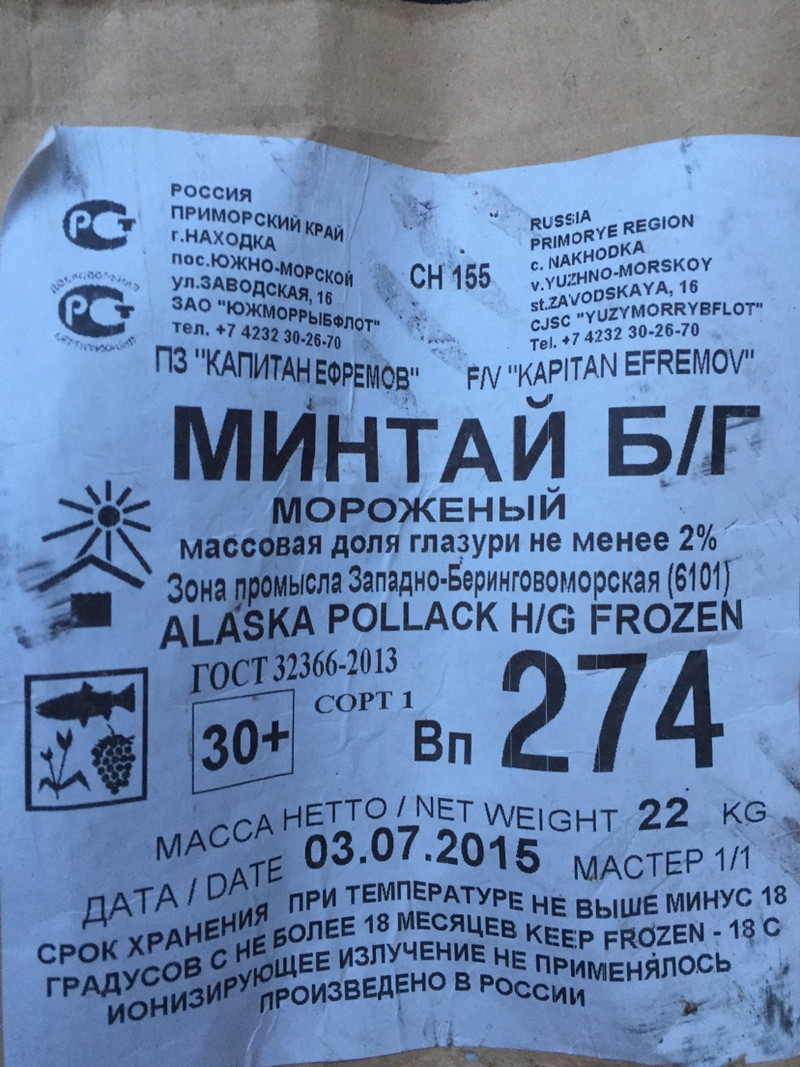 РСТ
РОССИЯ
ПРИМОРСКИЙ КРАЙ
г.НАХОДКА
пос.ЮЖНО-МОРСКОЙ
ул.ЗАВОДСКАЯ, 16
ЗАО "ЮЖМОРРЫБФЛОТ"
тел. +7 4232 30-26-70
СН 155
RUSSIA
PRIMORYE REGION
c. NAKHODKA
v.YUZHNO-MORSKOY
st.ZAVODSKAYA, 16
CJSC "YUZYMORRYBFLOT"
Tel. +7 4232 30-26-70
ДОБРОВОЛЬНАЯ
РСТ
СЕРТИФИКАЦИЯ
ПЗ "КАПИТАН ЕФРЕМОВ"
F/V "KAPITAN EFREMOV"
МИНТАЙ Б/Г
МОРОЖЕНЫЙ
массовая доля глазури не менее 2%
Зона промысла Западно-Беринговоморская (6101)
ALASKA POLLACK H/G FROZEN
ГОСТ 32366-2013
СОРТ 1
30+
Вп 274
МАССА НЕТТО / NET WEIGHT 22 KG
ДАТА / DATE 03.07.2015 МАСТЕР 1/1
СРОК ХРАНЕНИЯ ПРИ ТЕМПЕРАТУРЕ НЕ ВЫШЕ МИНУС 18
ГРАДУСОВ С НЕ БОЛЕЕ 18 МЕСЯЦЕВ KEEP FROZEN - 18 C
ИОНИЗИРУЮЩЕЕ ИЗЛУЧЕНИЕ НЕ ПРИМЕНЯЛОСЬ
ПРОИЗВЕДЕНО В РОССИИ